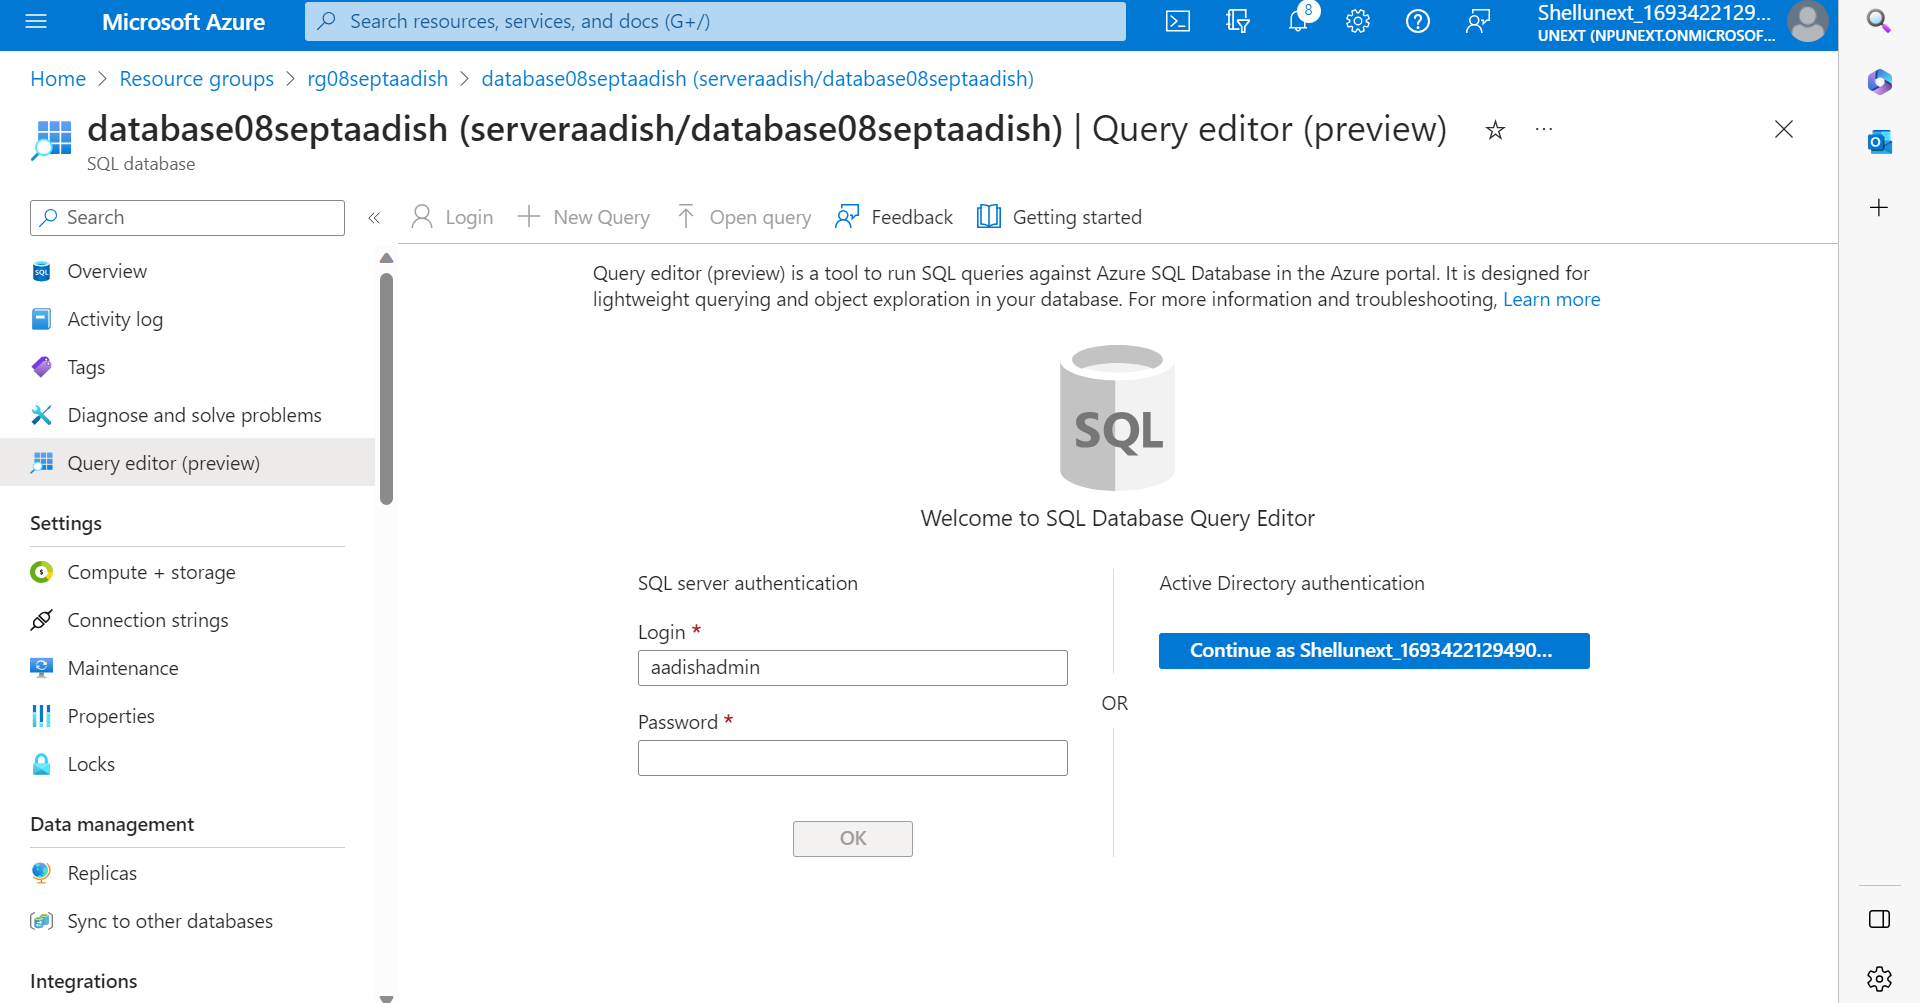 Microsoft Azure
Search resources, services, and docs (G+/)
8
Shellunext_1693422129...
UNEXT (NPUNEXT.ONMICROSOF...
Home > Resource groups > rg08septaadish > database08septaadish (serveraadish/database08septaadish)
database08septaadish (serveraadish/database08septaadish) | Query editor (preview)
SQL database
Search
Login
New Query
Open query
Feedback
Getting started
Overview
Activity log
Tags
Diagnose and solve problems
Query editor (preview)
Settings
Compute + storage
Connection strings
Maintenance
Properties
Locks
Data management
Replicas
Sync to other databases
Integrations
Query editor (preview) is a tool to run SQL queries against Azure SQL Database in the Azure portal. It is designed for
lightweight querying and object exploration in your database. For more information and troubleshooting, Learn more
SQL
Welcome to SQL Database Query Editor
SQL server authentication
Login *
aadishadmin
Password *
OK
OR
Active Directory authentication
Continue as Shellunext_1693422129490...